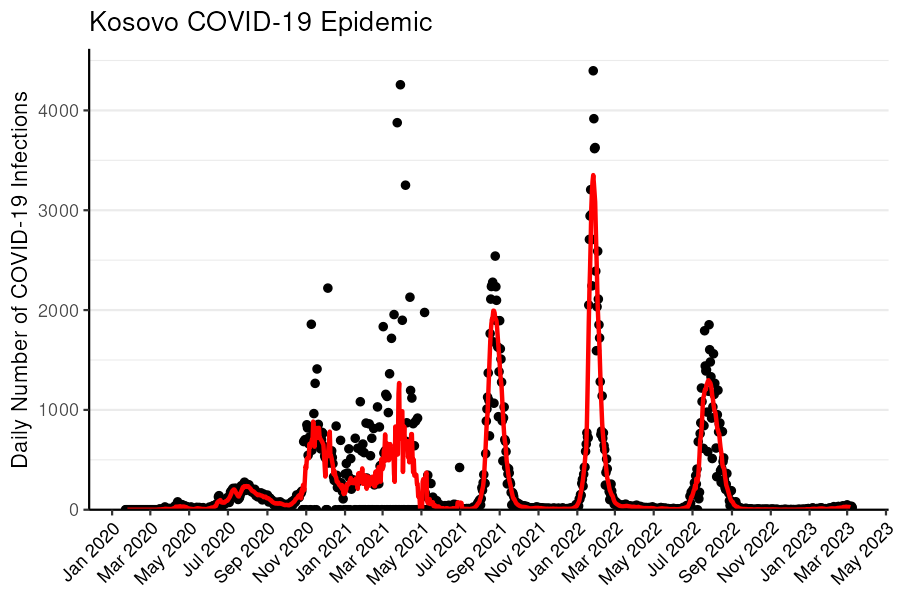 Kosovo COVID-19 Epidemic
Daily Number of COVID-19 Infections
4000
3000
2000
1000
0
Jan 2020
Mar 2020
May 2020
Jul 2020
Sep 2020
Nov 2020
Jan 2021
Mar 2021
May 2021
Jul 2021
Sep 2021
Nov 2021
Jan 2022
Mar 2022
May 2022
Jul 2022
Sep 2022
Nov 2022
Jan 2023
Mar 2023
May 2023